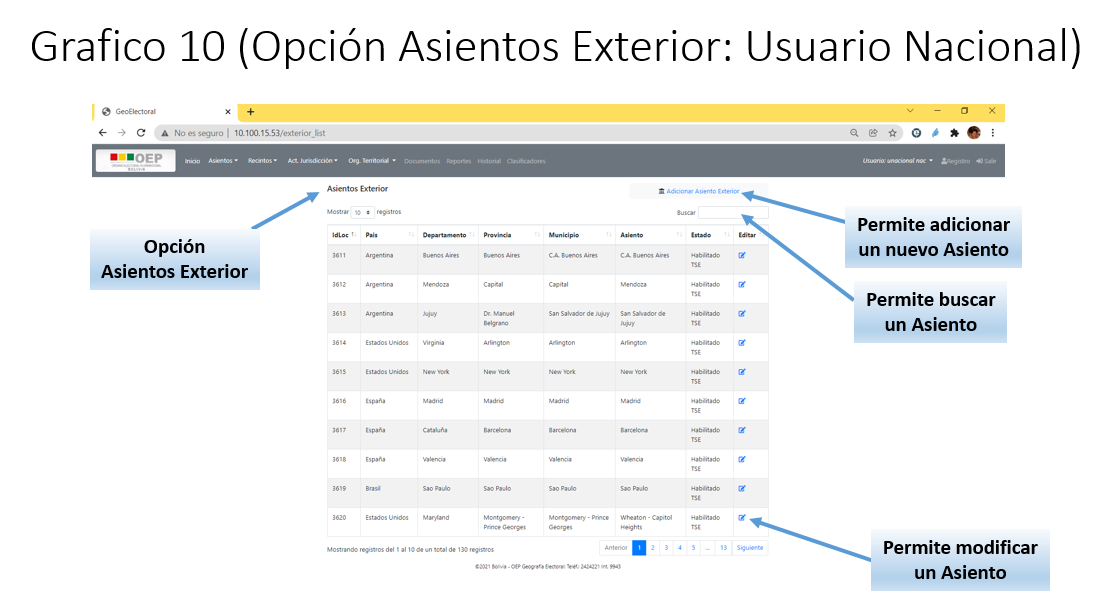 Grafico 10 (Opción Asientos Exterior: Usuario Nacional)
GeoElectoral
No es seguro | 10.100.15.53/exterior_list
OEP
BOLIVIA
Inicio Asientos Recintos Act. Jurisdicción Org. Territorial Documentos Reportes Historial Clasificadores
Usuario: unacional nac Registro Salir
Asientos Exterior
Adicionar Asiento Exterior
Mostrar 10 registros
Buscar
IdLoc País Departamento Provincia Municipio Asiento Estado Editar
3611 Argentina Buenos Aires Buenos Aires C.A. Buenos Aires C.A. Buenos Aires Habilitado
TSE
3612 Argentina Mendoza Capital Capital Mendoza Habilitado
TSE
3613 Argentina Jujuy Dr. Manuel San Salvador de Jujuy San Salvador de Habilitado
Belgrano Jujuy TSE
3614 Estados Unidos Virginia Arlington Arlington Arlington Habilitado
TSE
3615 Estados Unidos New York New York New York New York Habilitado
TSE
3616 España Madrid Madrid Madrid Madrid Habilitado
TSE
3617 España Cataluña Barcelona Barcelona Barcelona Habilitado
TSE
3618 España Valencia Valencia Valencia Valencia Habilitado
TSE
3619 Brasil Sao Paulo Sao Paulo Sao Paulo Sao Paulo Habilitado
TSE
3620 Estados Unidos Maryland Montgomery - Montgomery - Prince Wheaton - Capitol Habilitado
Prince Georges Georges Heights TSE
Mostrando registros del 1 al 10 de un total de 130 registros
Anterior 1 2 3 4 5 ... 13 Siguiente
©2021 Bolivia - OEP Geografía Electoral: Teléf.: 2424221 Int. 9943
Opción
Asientos Exterior
Permite adicionar
un nuevo Asiento
Permite buscar
un Asiento
Permite modificar
un Asiento